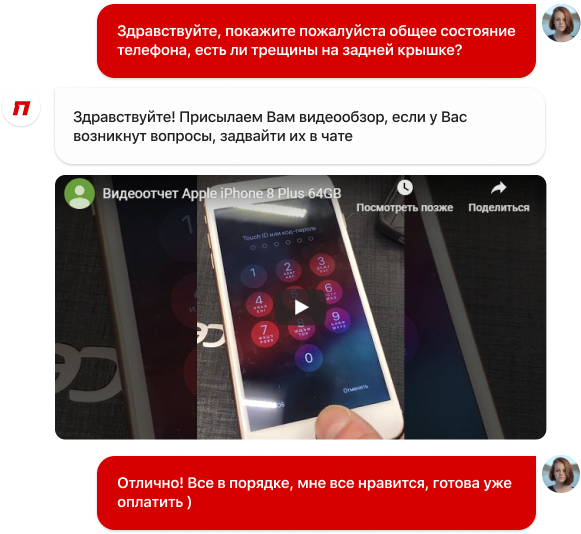 Здравствуйте, покажите пожалуйста общее состояние
телефона, есть ли трещины на задней крышке?
П
Здравствуйте! Присылаем Вам видеообзор, если у Вас
возникнут вопросы, задвайти их в чате
Видеоотчет Apple iPhone 8 Plus 64GB
Посмотреть позже
Поделиться
Touch ID или код-пароль
1 2 3
4 6
7 8 9
0
Отменить
Отлично! Все в порядке, мне все нравится, готова уже
оплатить )